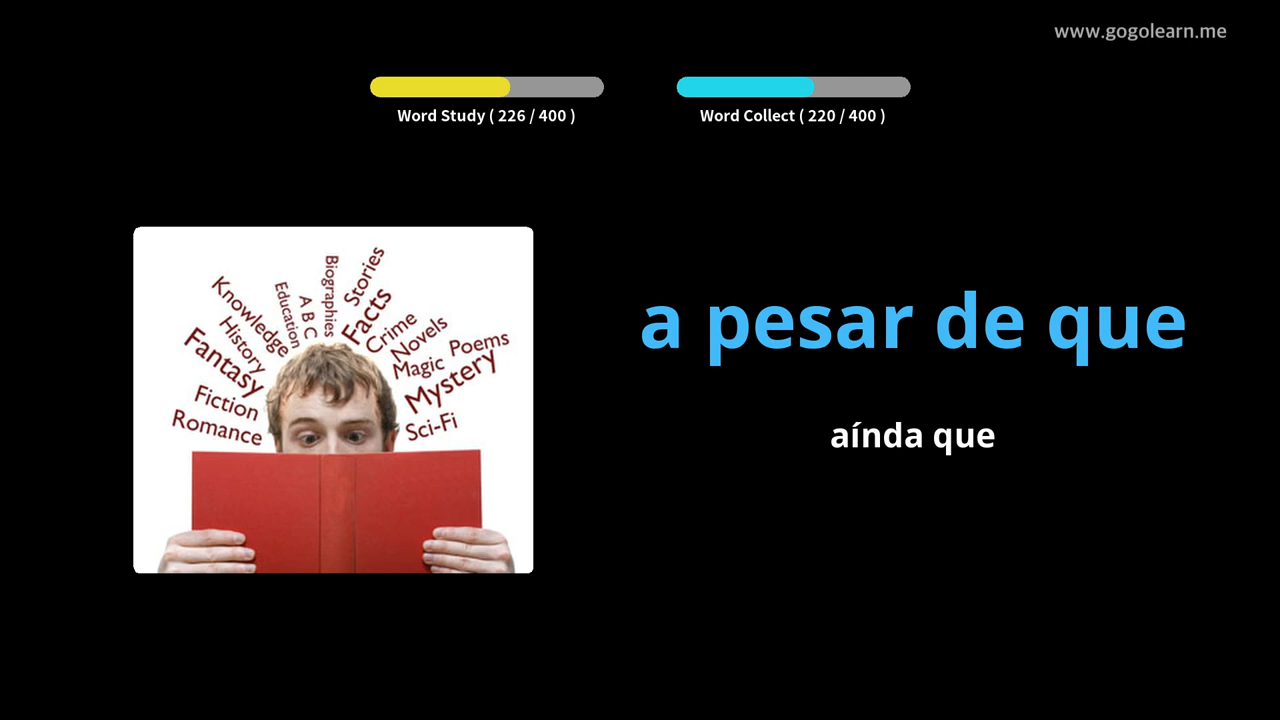 www.gogolearn.me
Word Study ( 226 / 400 )
Word Collect ( 220 / 400 )
Biographies
Stories
Knowledge
Education
A B C
Facts
History
Crime
Novels
Fantasy
Magic
Poems
Mystery
Fiction
Romance
Sci-Fi
a pesar de que
aínda que